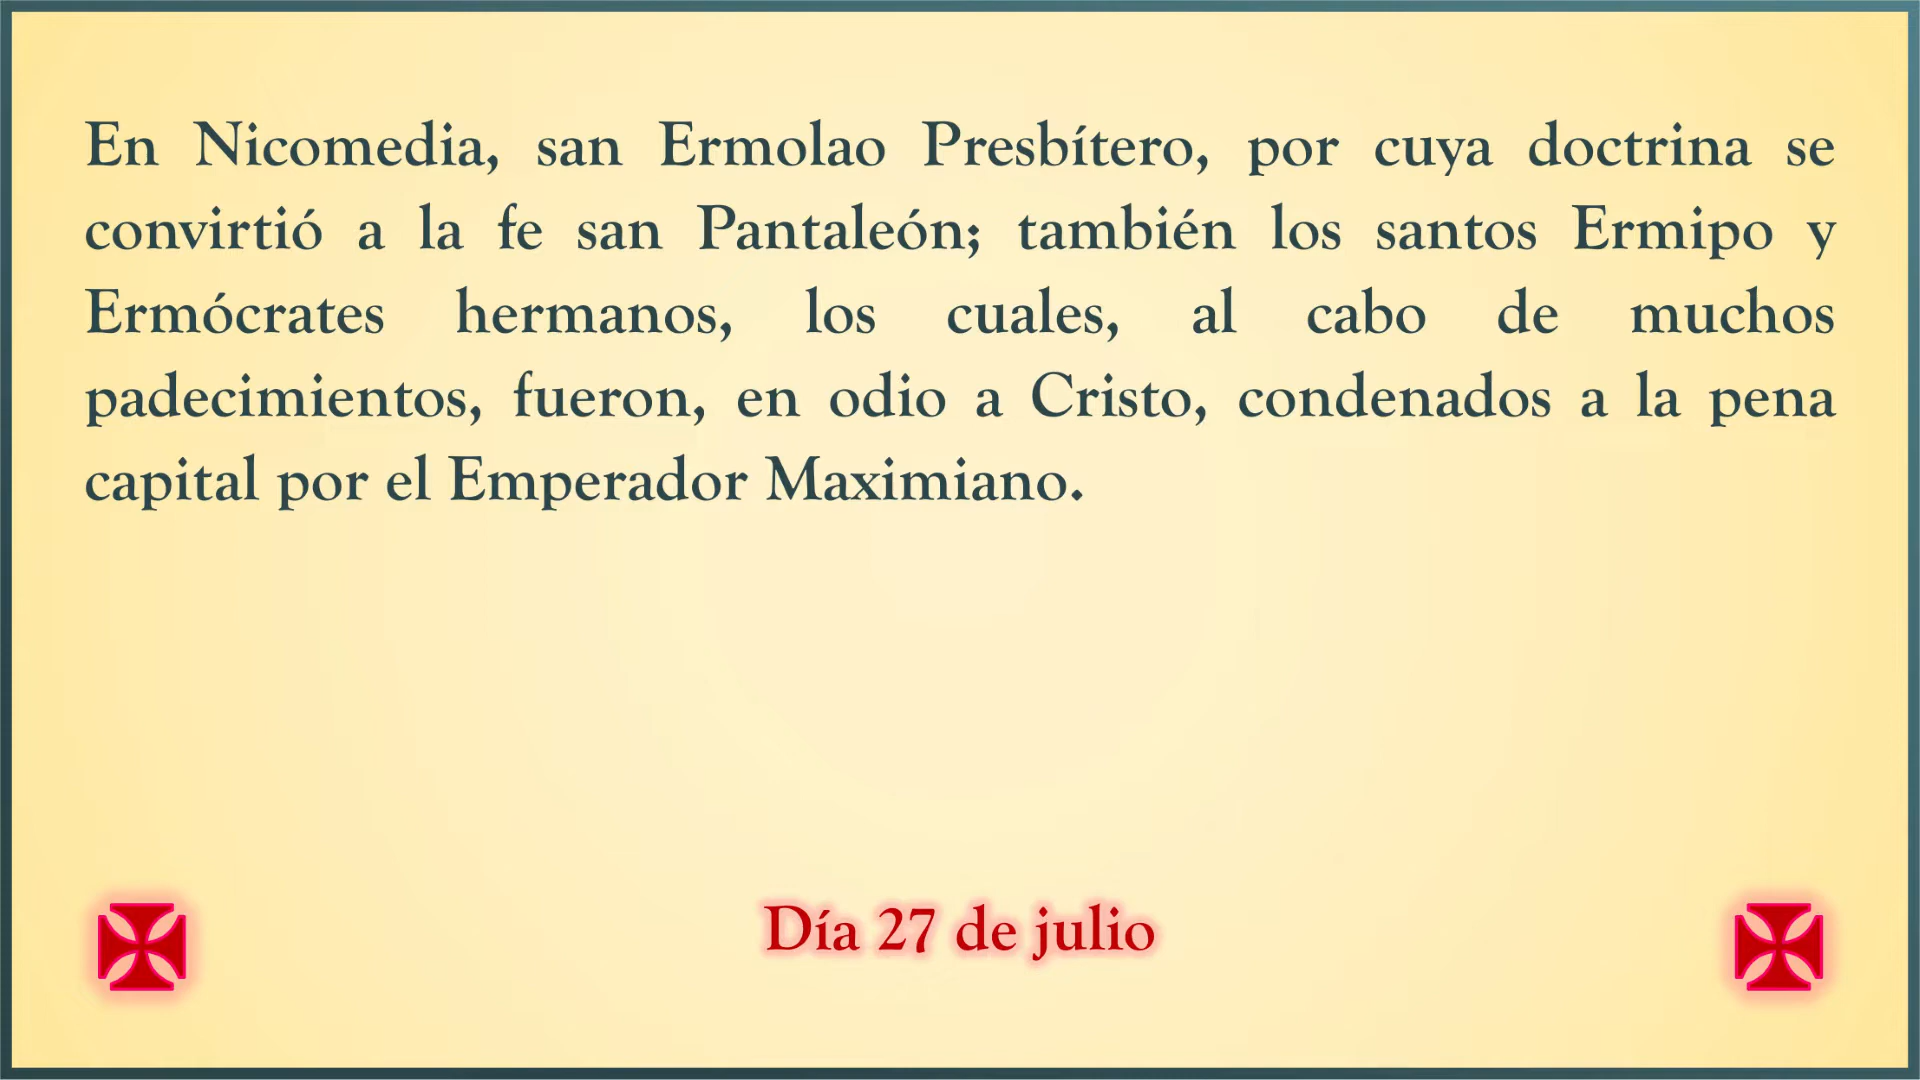 En Nicomedia, san Ermolao Presbítero, por cuya doctrina se
convirtió a la fe san Pantaleón; también los santos Ermipo y
Ermócrates hermanos, los cuales, al cabo de muchos
padecimientos, fueron, en odio a Cristo, condenados a la pena
capital por el Emperador Maximiano.
Día 27 de julio